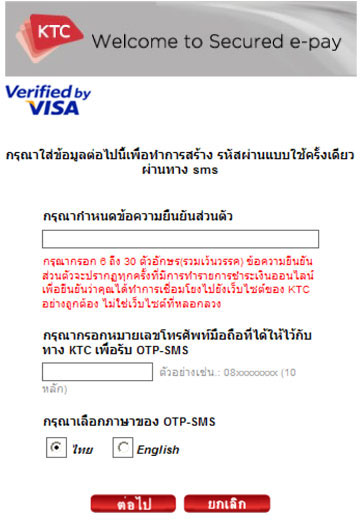 KTC
Welcome to Secured e-pay
Verified by
VISA
กรุณาใส่ข้อมูลต่อไปนี้เพื่อทำการสร้าง รหัสผ่านแบบใช้ครั้งเดียว
ผ่านทาง sms
กรุณากำหนดข้อความยืนยันส่วนตัว
กรุณากรอก 6 ถึง 30 ตัวอักษร(รวมเว้นวรรค) ข้อความยืนยัน
ส่วนตัวจะปรากฏทุกครั้งที่มีการทำรายการชำระเงินออนไลน์
เพื่อยืนยันว่าคุณได้ทำการเชื่อมโยงไปยังเว็บไซต์ของ KTC
อย่างถูกต้อง ไม่ใช่เว็บไซต์ที่หลอกลวง
กรุณากรอกหมายเลขโทรศัพท์มือถือที่ได้ให้ไว้กับ
ทาง KTC เพื่อรับ OTP-SMS
ตัวอย่างเช่น.: 08xxxxxxxx (10
หลัก)
กรุณาเลือกภาษาของ OTP-SMS
ไทย English
ต่อไป ยกเลิก